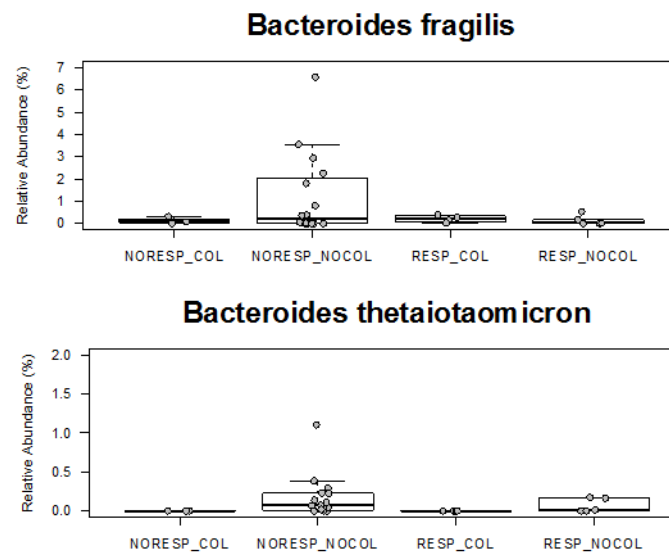 Bacteroides fragilis
Relative Abundance (%)
7
6
5
4
3
2
1
0
NORESP_COL NORESP_NOCOL RESP_COL RESP_NOCOL
Bacteroides thetaiotaomicron
Relative Abundance (%)
2.0
1.5
1.0
0.5
0.0
NORESP_COL NORESP_NOCOL RESP_COL RESP_NOCOL